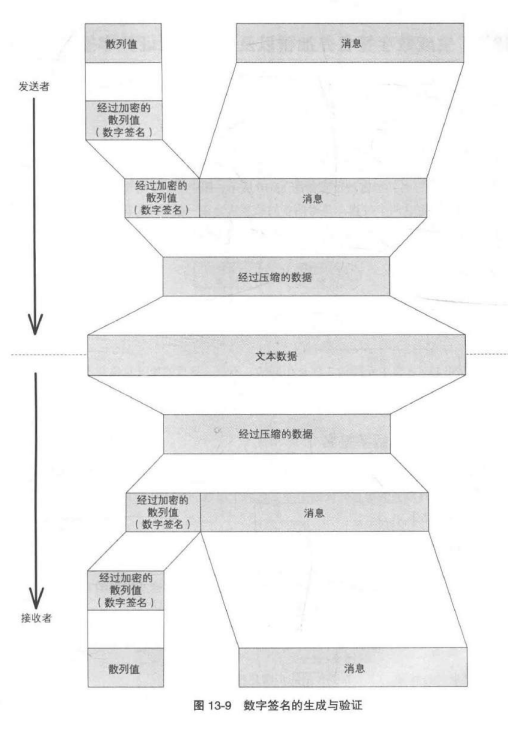 散列值
消息
发送者
经过加密的
散列值
(数字签名)
经过加密的
散列值
(数字签名)
消息
经过压缩的数据
文本数据
经过压缩的数据
经过加密的
散列值
(数字签名)
消息
经过加密的
散列值
(数字签名)
接收者
散列值
消息
图 13-9 数字签名的生成与验证